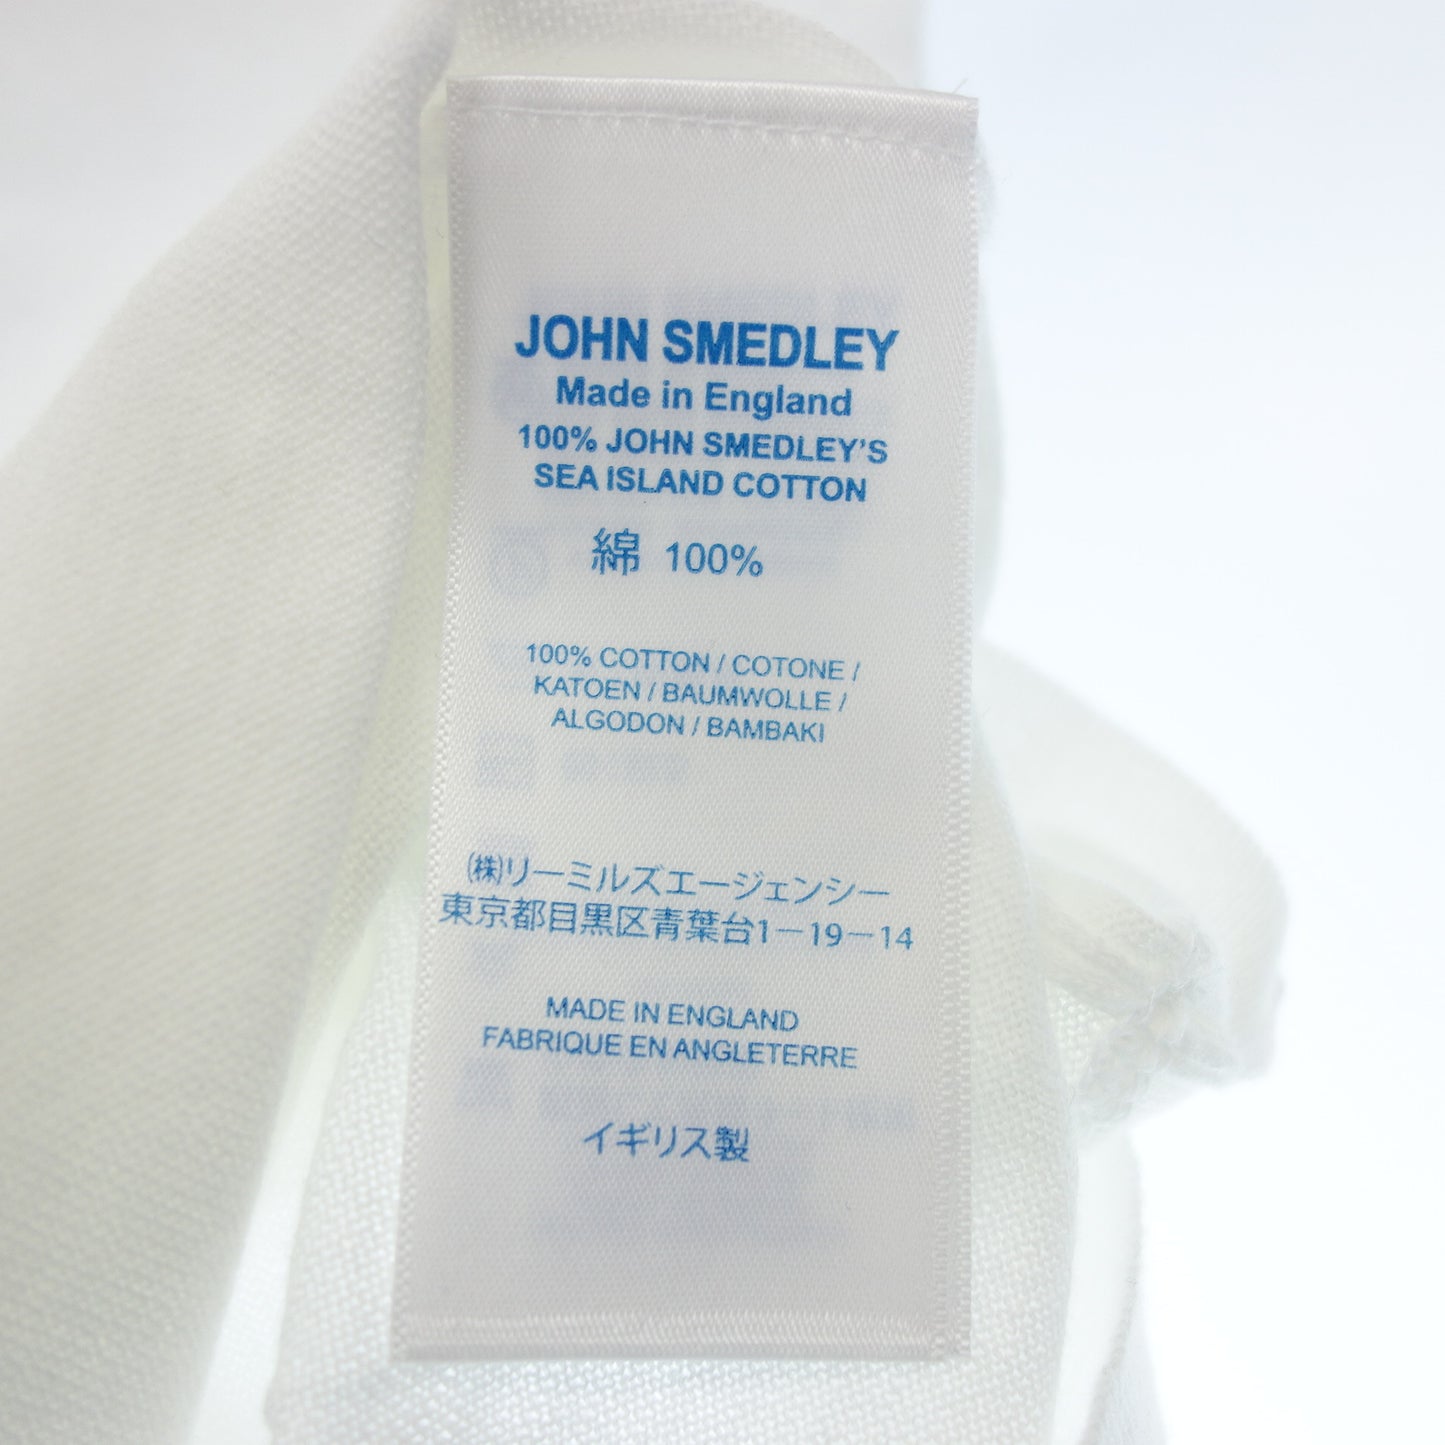 JOHN SMEDLEY
Made in England
100% JOHN SMEDLEY'S
SEA ISLAND COTTON
綿 100%
100% COTTON / COTONE /
KATOEN / BAUMWOLLE /
ALGODON / BAMBAKI
㈱リーミルズエージェンシー
東京都目黒区青葉台1－19－14
MADE IN ENGLAND
FABRIQUE EN ANGLETERRE
イギリス製